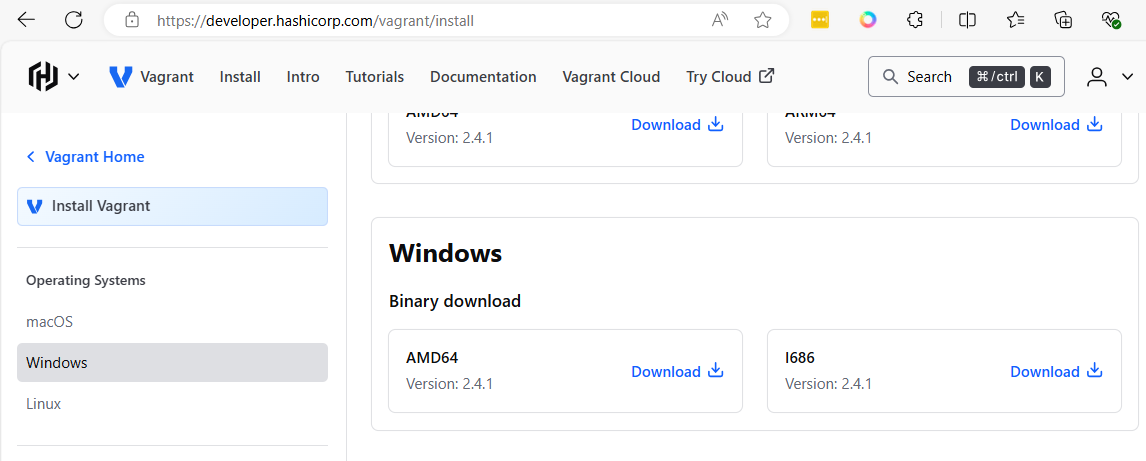 https://developer.hashicorp.com/vagrant/install
Vagrant Install Intro Tutorials Documentation Vagrant Cloud Try Cloud Search ⌘/ctrl K
AMD64 Download ARM64 Download
Version: 2.4.1 Version: 2.4.1
Vagrant Home
Install Vagrant
Operating Systems
macOS
Windows
Linux
Windows
Binary download
AMD64 Download I686 Download
Version: 2.4.1 Version: 2.4.1